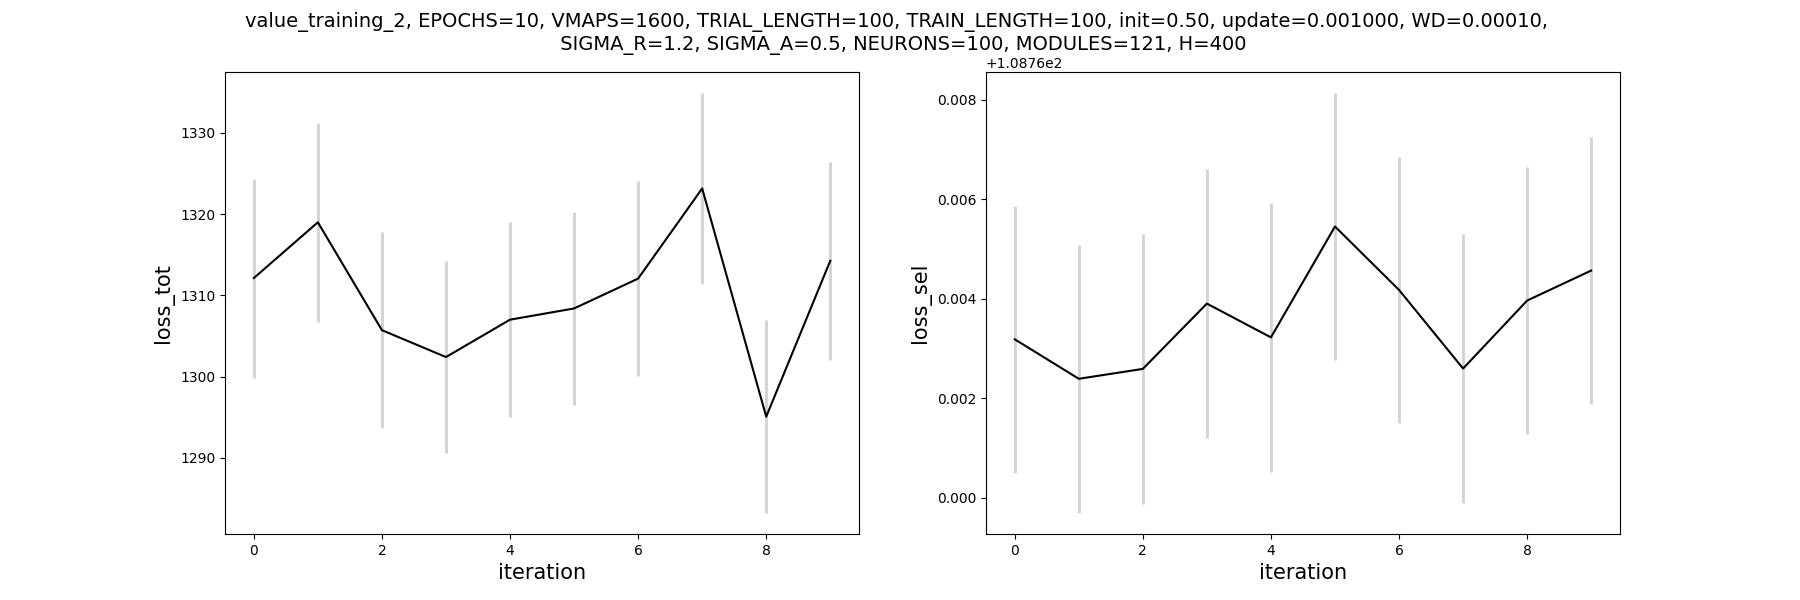 value_training_2, EPOCHS=10, VMAPS=1600, TRIAL_LENGTH=100, TRAIN_LENGTH=100, init=0.50, update=0.001000, WD=0.00010,
SIGMA_R=1.2, SIGMA_A=0.5, NEURONS=100, MODULES=121, H=400
1330
1320
1310
1300
1290
loss_tot
0 2 4 6 8
iteration
+1.0876e2
0.008
0.006
0.004
0.002
0.000
loss_sel
0 2 4 6 8
iteration